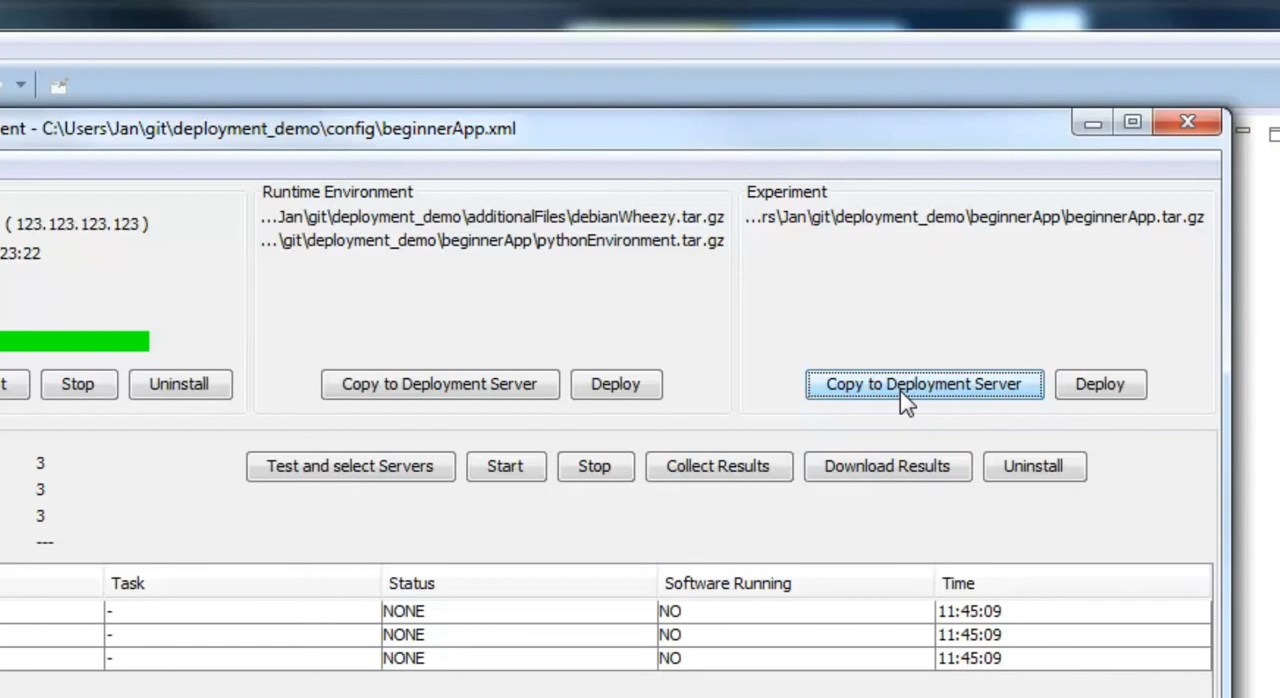 ent - C:\Users\Jan\git\deployment_demo\config\beginnerApp.xml
Runtime Environment
Experiment
( 123.123.123.123 )
...Jan\git\deployment_demo\additionalFiles\debianWheezy.tar.gz
...rs\Jan\git\deployment_demo\beginnerApp\beginnerApp.tar.gz
23:22
...\git\deployment_demo\beginnerApp\pythonEnvironment.tar.gz
t
Stop
Uninstall
Copy to Deployment Server
Deploy
Copy to Deployment Server
Deploy
3
Test and select Servers
Start
Stop
Collect Results
Download Results
Uninstall
3
3
---
Task
Status
Software Running
Time
- NONE NO 11:45:09
- NONE NO 11:45:09
- NONE NO 11:45:09